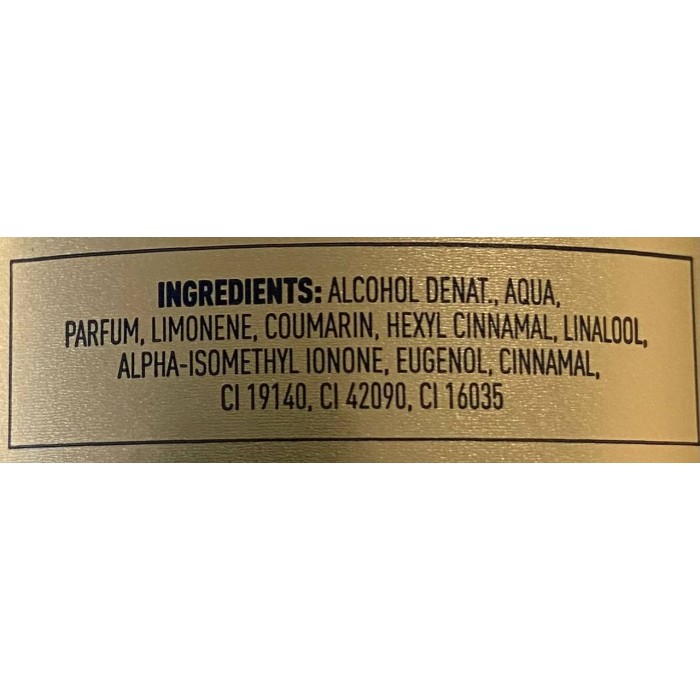 INGREDIENTS: ALCOHOL DENAT., AQUA,
PARFUM, LIMONENE, COUMARIN, HEXYL CINNAMAL, LINALOOL,
ALPHA-ISOMETHYL IONONE, EUGENOL, CINNAMAL,
CI 19140, CI 42090, CI 16035